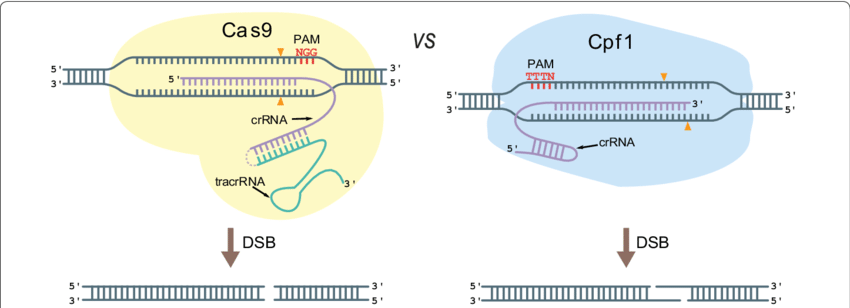 Cas9
VS
Cpf1
PAM
NGG
5'
3'
3'
5'
5'
crRNA
tracrRNA
3'
PAM
TTTN
5'
3'
3'
5'
3'
crRNA
5'
DSB
DSB
5'
3'
3'
5'
5'
3'
3'
5'